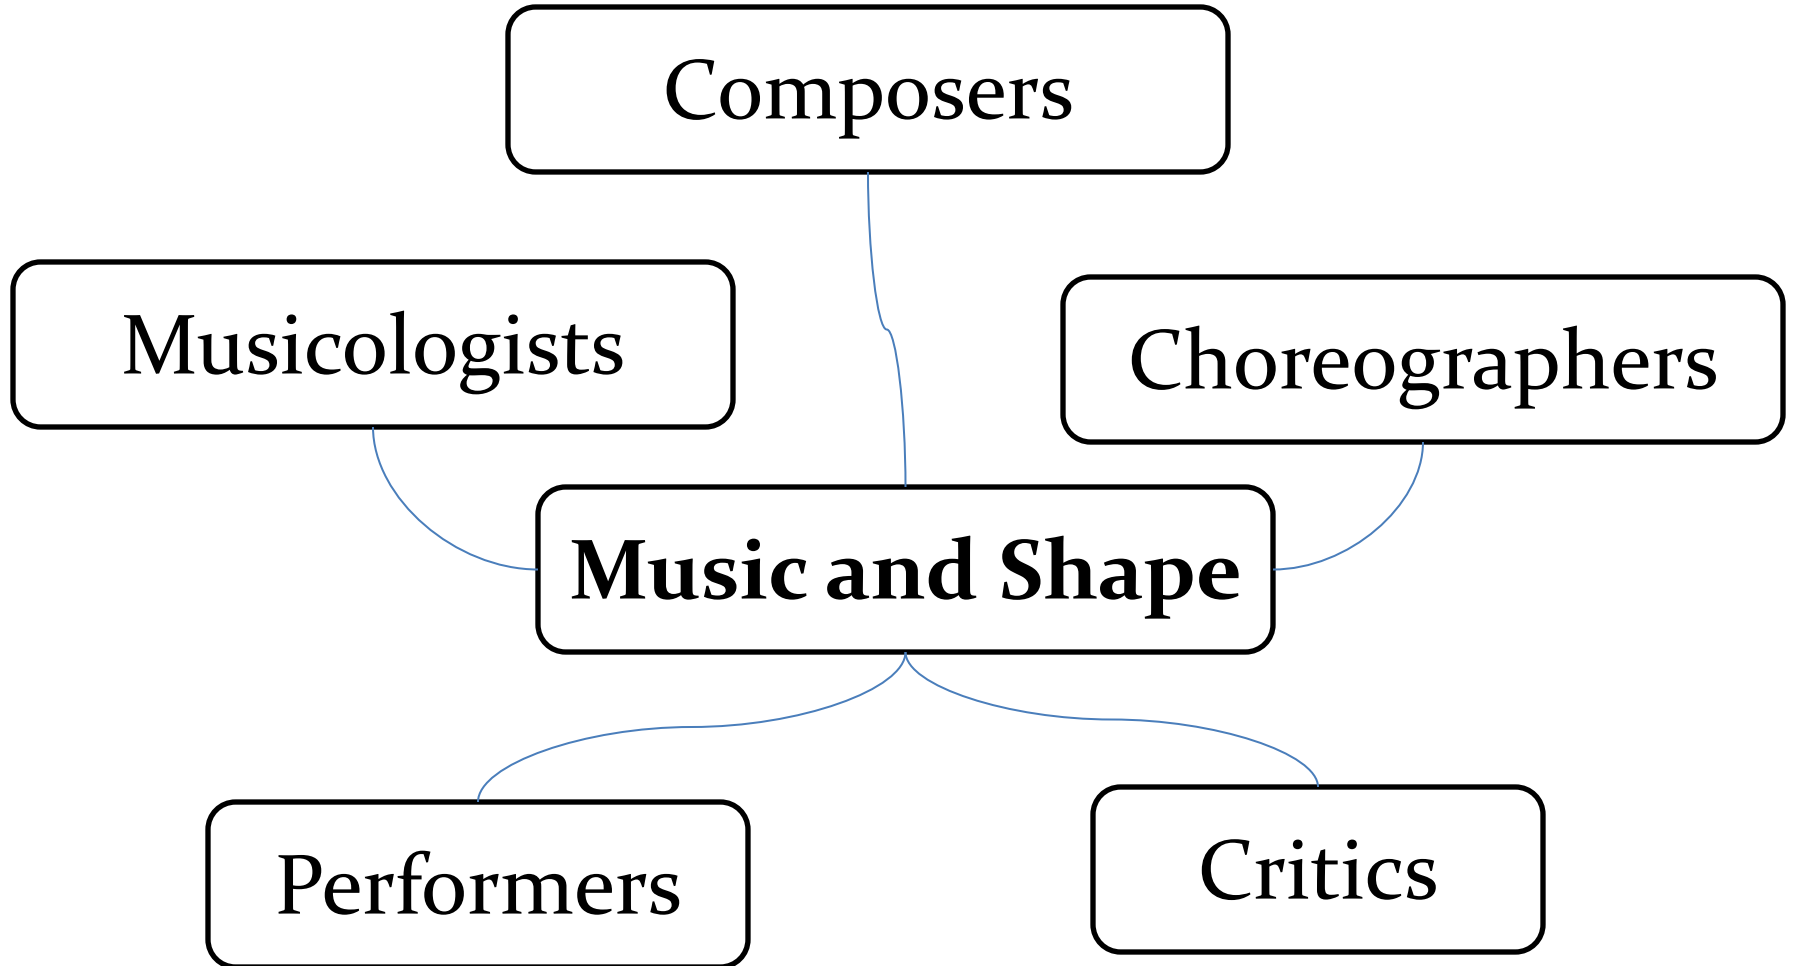 Composers
Musicologists
Choreographers
Music and Shape
Performers
Critics